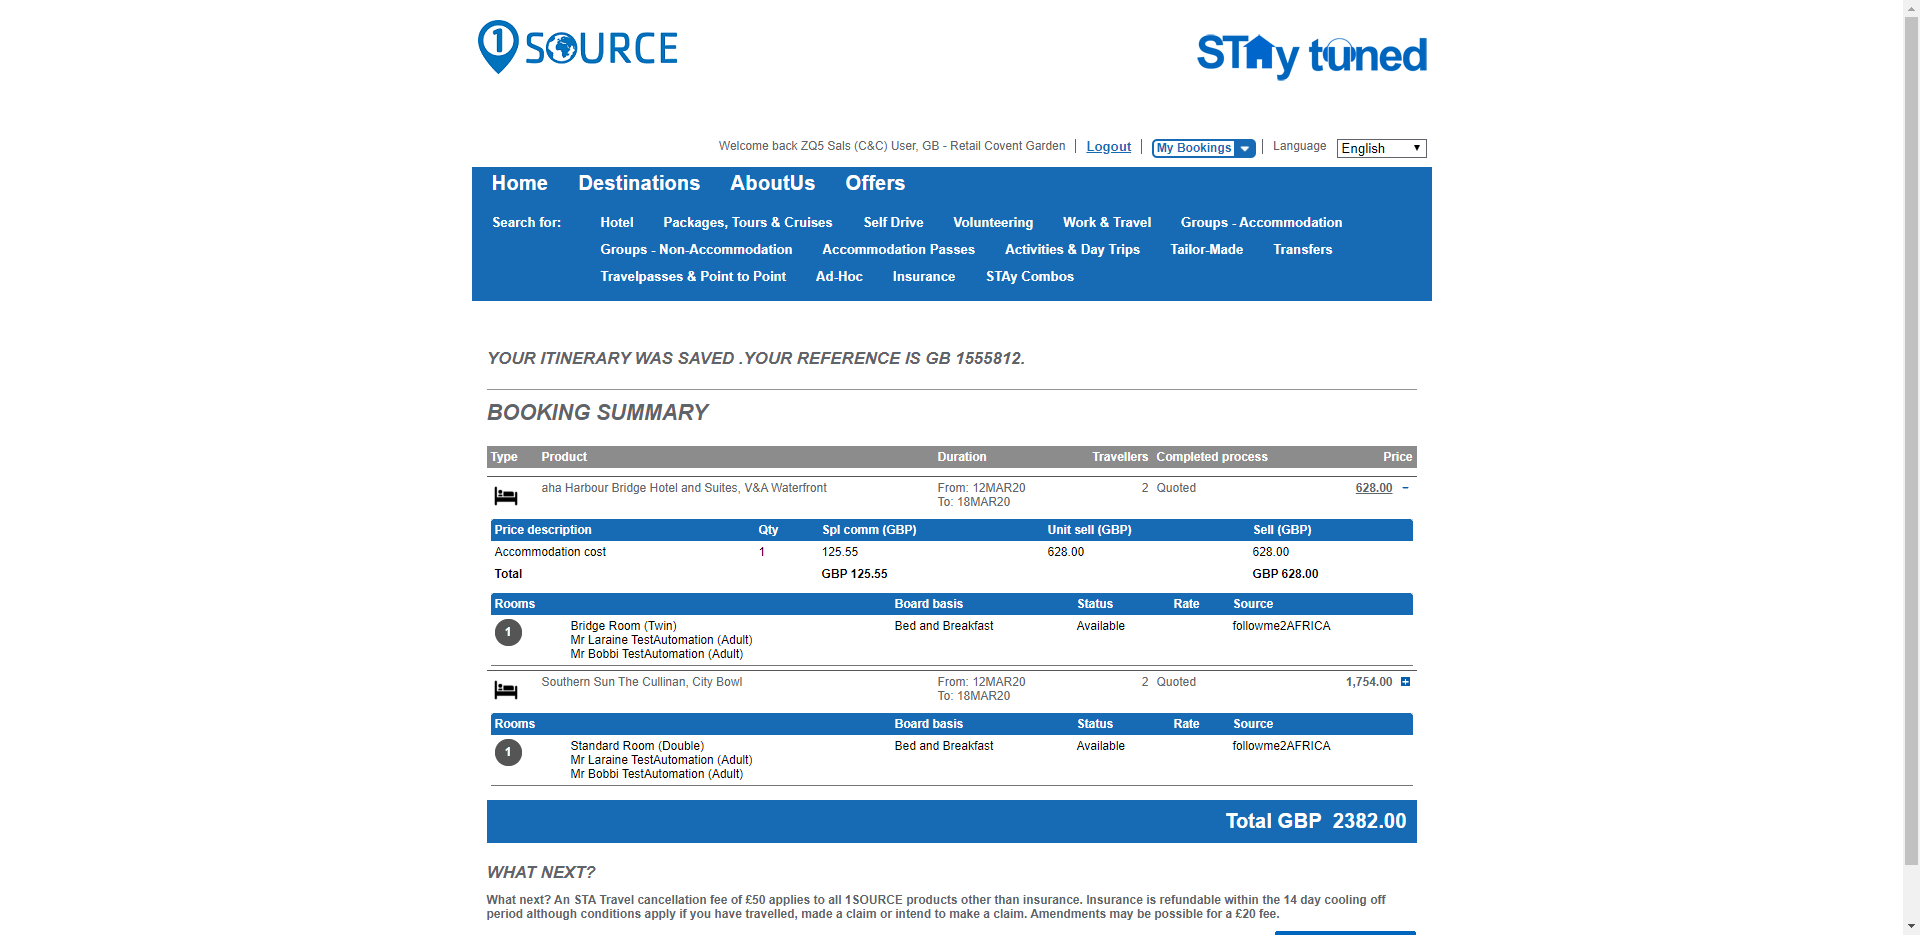 1 SOURCE
STAy tuned
Welcome back ZQ5 Sals (C&C) User, GB - Retail Covent Garden Logout My Bookings Language English
Home Destinations AboutUs Offers
Search for: Hotel Packages, Tours & Cruises Self Drive Volunteering Work & Travel Groups - Accommodation
Groups - Non-Accommodation Accommodation Passes Activities & Day Trips Tailor-Made Transfers
Travelpasses & Point to Point Ad-Hoc Insurance STAy Combos
YOUR ITINERARY WAS SAVED .YOUR REFERENCE IS GB 1555812.
BOOKING SUMMARY
Type Product Duration Travellers Completed process Price
aha Harbour Bridge Hotel and Suites, V&A Waterfront From: 12MAR20 2 Quoted 628.00 −
To: 18MAR20
Price description Qty Spl comm (GBP) Unit sell (GBP) Sell (GBP)
Accommodation cost 1 125.55 628.00 628.00
Total GBP 125.55 GBP 628.00
Rooms Board basis Status Rate Source
1 Bridge Room (Twin) Bed and Breakfast Available followme2AFRICA
Mr Laraine TestAutomation (Adult)
Mr Bobbi TestAutomation (Adult)
Southern Sun The Cullinan, City Bowl From: 12MAR20 2 Quoted 1,754.00 +
To: 18MAR20
Rooms Board basis Status Rate Source
1 Standard Room (Double) Bed and Breakfast Available followme2AFRICA
Mr Laraine TestAutomation (Adult)
Mr Bobbi TestAutomation (Adult)
Total GBP 2382.00
WHAT NEXT?
What next? An STA Travel cancellation fee of £50 applies to all 1SOURCE products other than insurance. Insurance is refundable within the 14 day cooling off
period although conditions apply if you have travelled, made a claim or intend to make a claim. Amendments may be possible for a £20 fee.